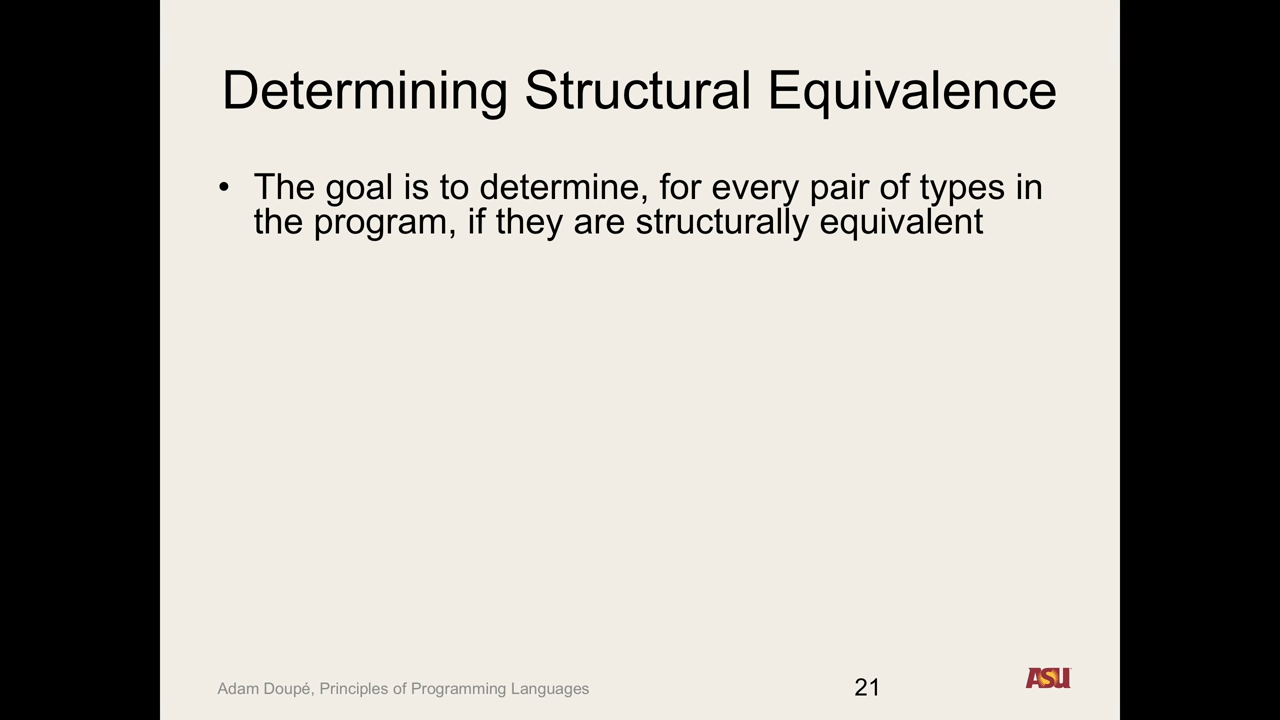 Determining Structural Equivalence
• The goal is to determine, for every pair of types in
the program, if they are structurally equivalent
Adam Doupé, Principles of Programming Languages
21
ASU